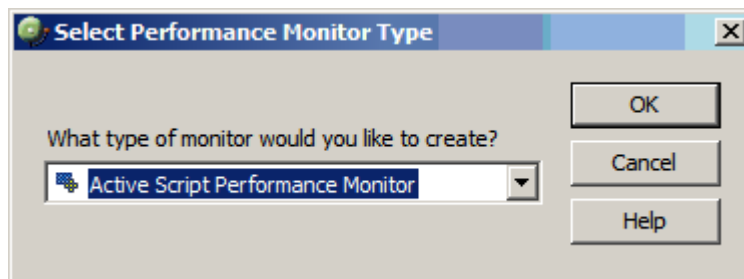 Select Performance Monitor Type
What type of monitor would you like to create?
Active Script Performance Monitor
OK
Cancel
Help